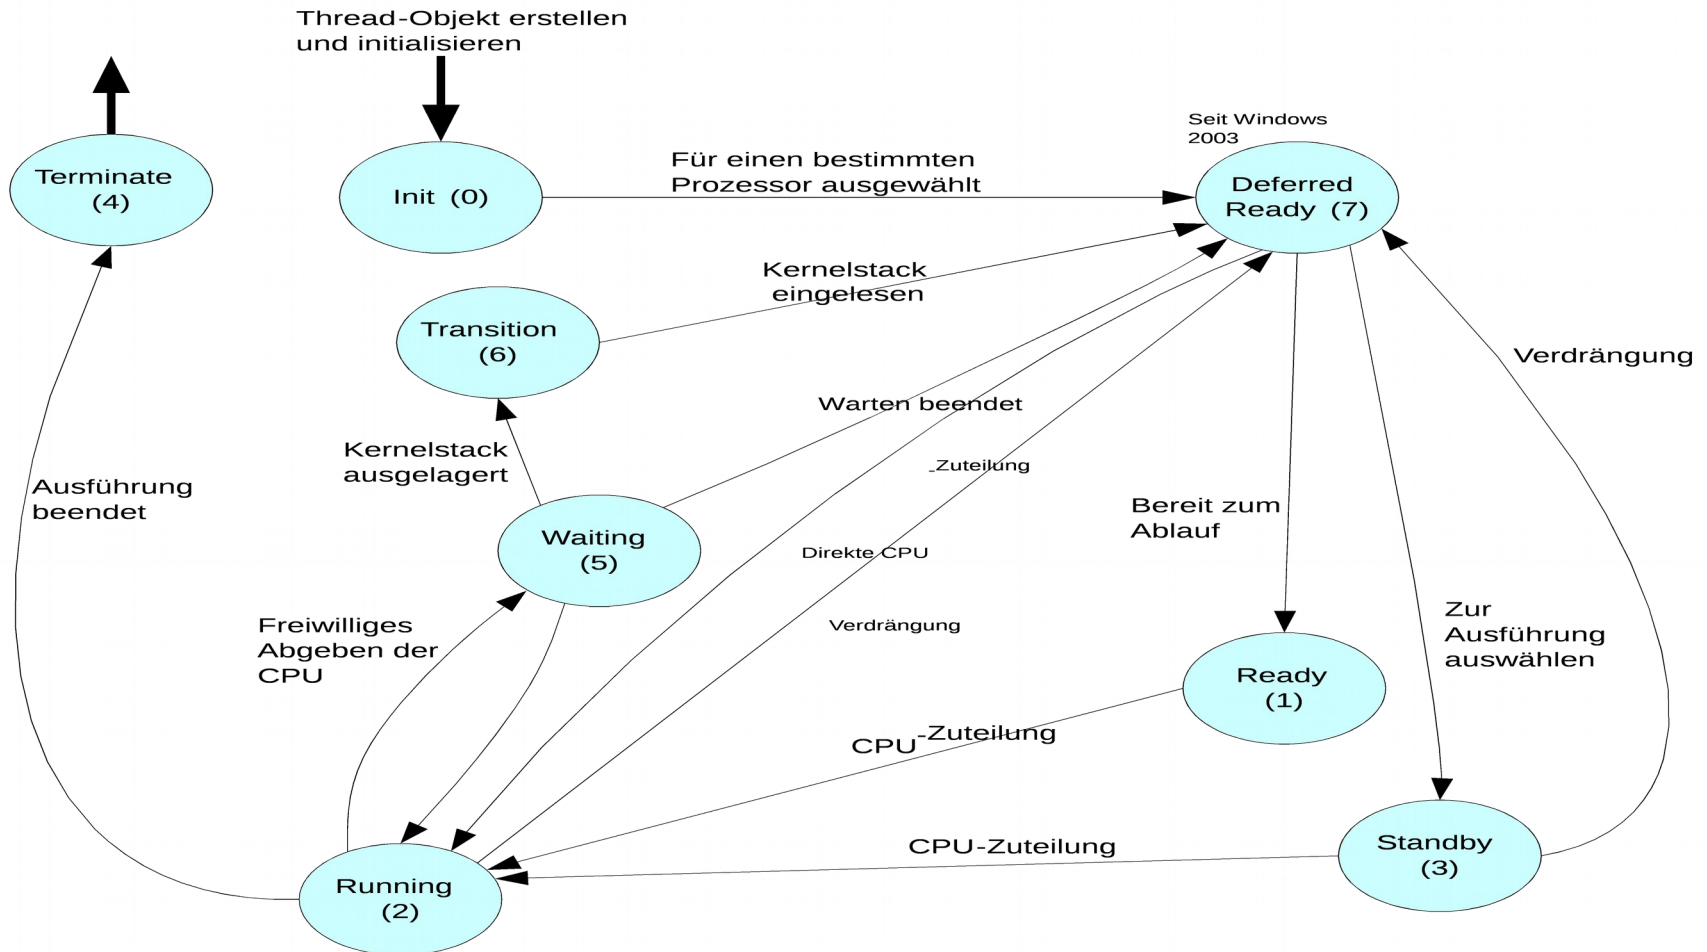 Thread-Objekt erstellen
und initialisieren
Seit Windows
2003
Terminate
(4)
Init (0)
Für einen bestimmten
Prozessor ausgewählt
Deferred
Ready (7)
Kernelstack
eingelesen
Transition
(6)
Verdrängung
Warten beendet
Kernelstack
ausgelagert
-Zuteilung
Ausführung
beendet
Bereit zum
Ablauf
Waiting
(5)
Direkte CPU
Freiwilliges
Abgeben der
CPU
Verdrängung
Zur
Ausführung
auswählen
Ready
(1)
CPU-Zuteilung
CPU-Zuteilung
Standby
(3)
Running
(2)